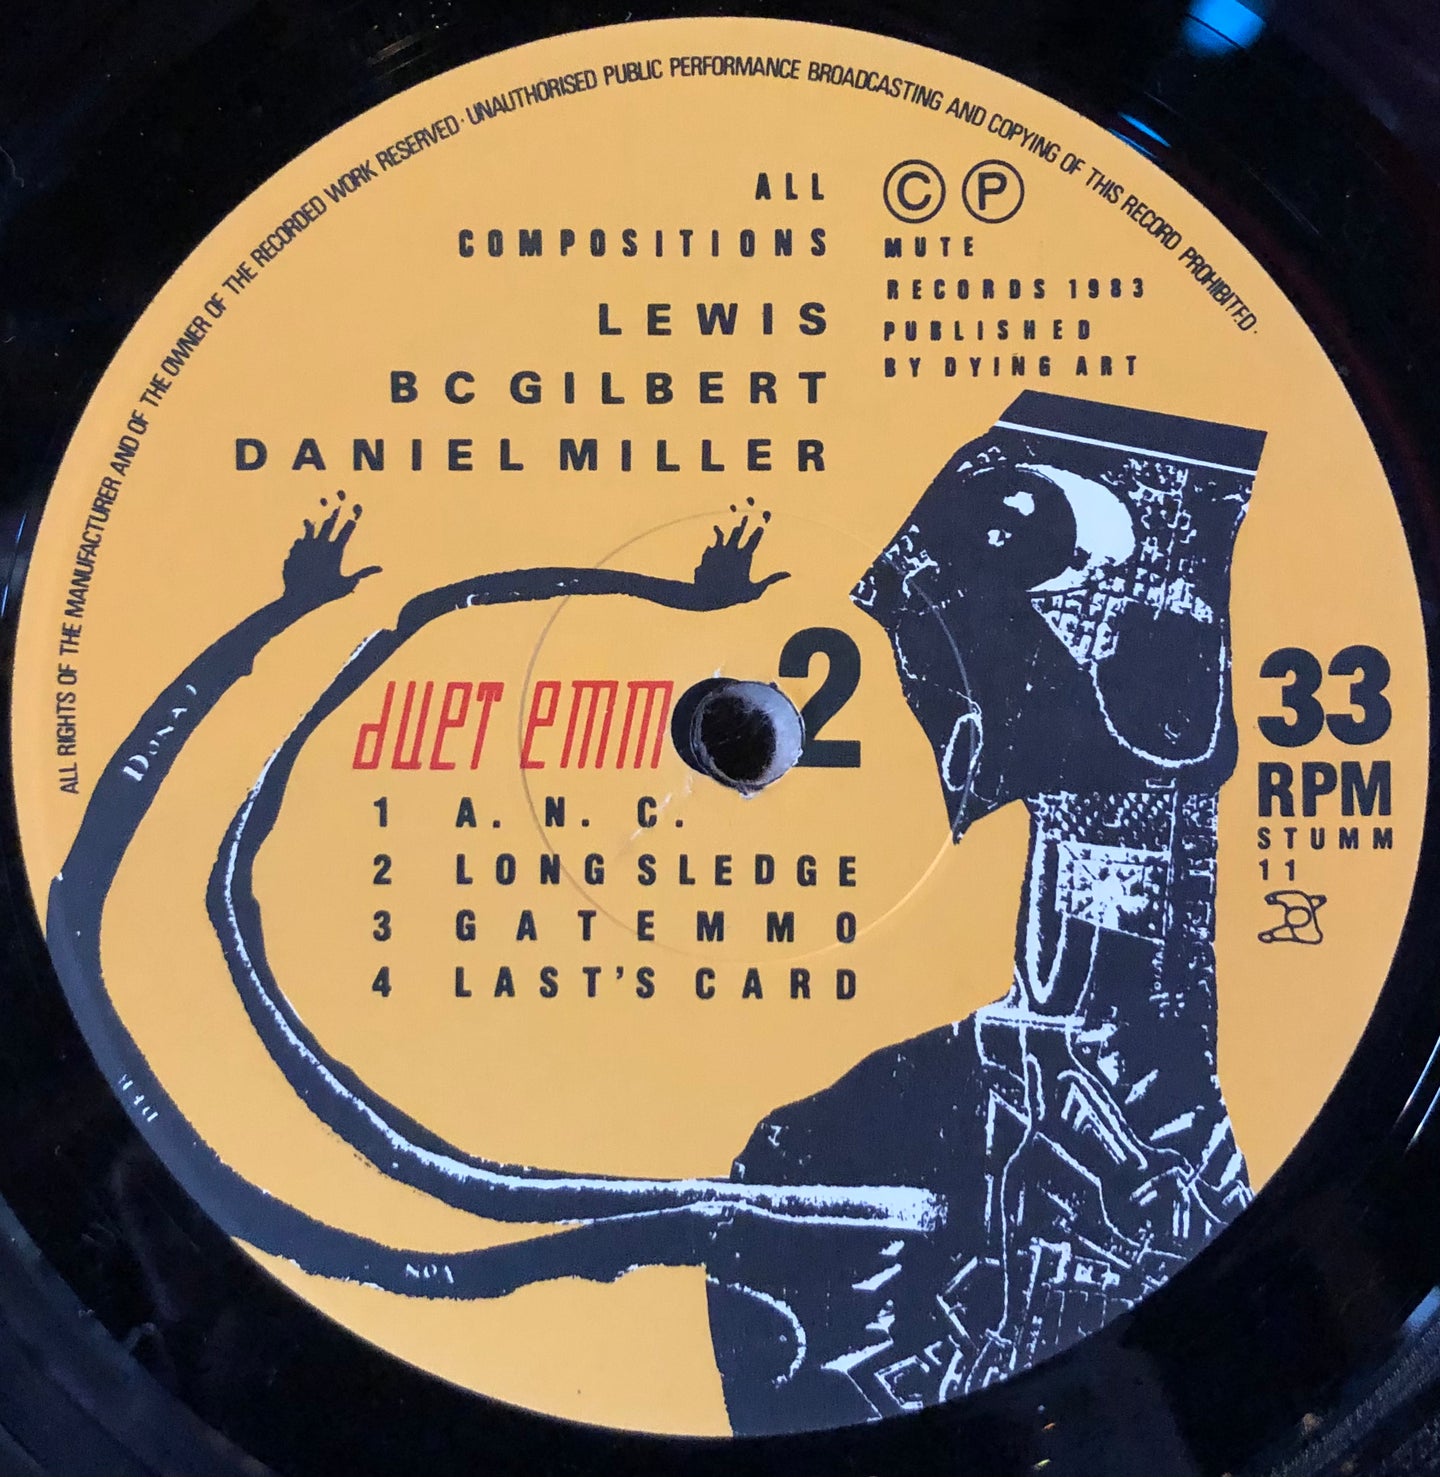 ALL RIGHTS OF THE MANUFACTURER AND OF THE OWNER OF THE RECORDED WORK RESERVED · UNAUTHORISED PUBLIC PERFORMANCE BROADCASTING AND COPYING OF THIS RECORD PROHIBITED ·
ALL
COMPOSITIONS
LEWIS
BC GILBERT
DANIEL MILLER
© ℗
MUTE
RECORDS 1983
PUBLISHED
BY DYING ART
duet emm
2
1 A. N. C.
2 LONG SLEDGE
3 GATEMMO
4 LAST'S CARD
33
RPM
STUMM
11